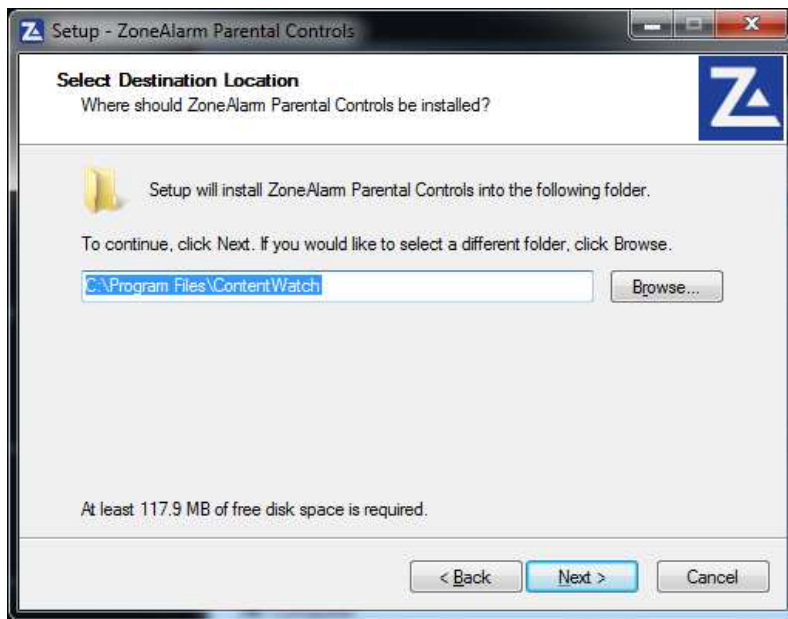 Setup - ZoneAlarm Parental Controls
Select Destination Location
Where should ZoneAlarm Parental Controls be installed?
Setup will install ZoneAlarm Parental Controls into the following folder.
To continue, click Next. If you would like to select a different folder, click Browse.
C:\Program Files\ContentWatch
Browse...
At least 117.9 MB of free disk space is required.
< Back
Next >
Cancel